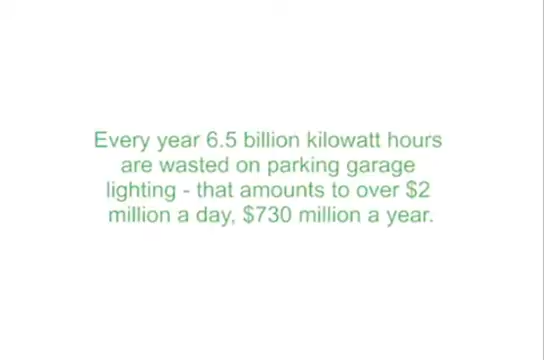 Every year 6.5 billion kilowatt hours
are wasted on parking garage
lighting - that amounts to over $2
million a day, $730 million a year.